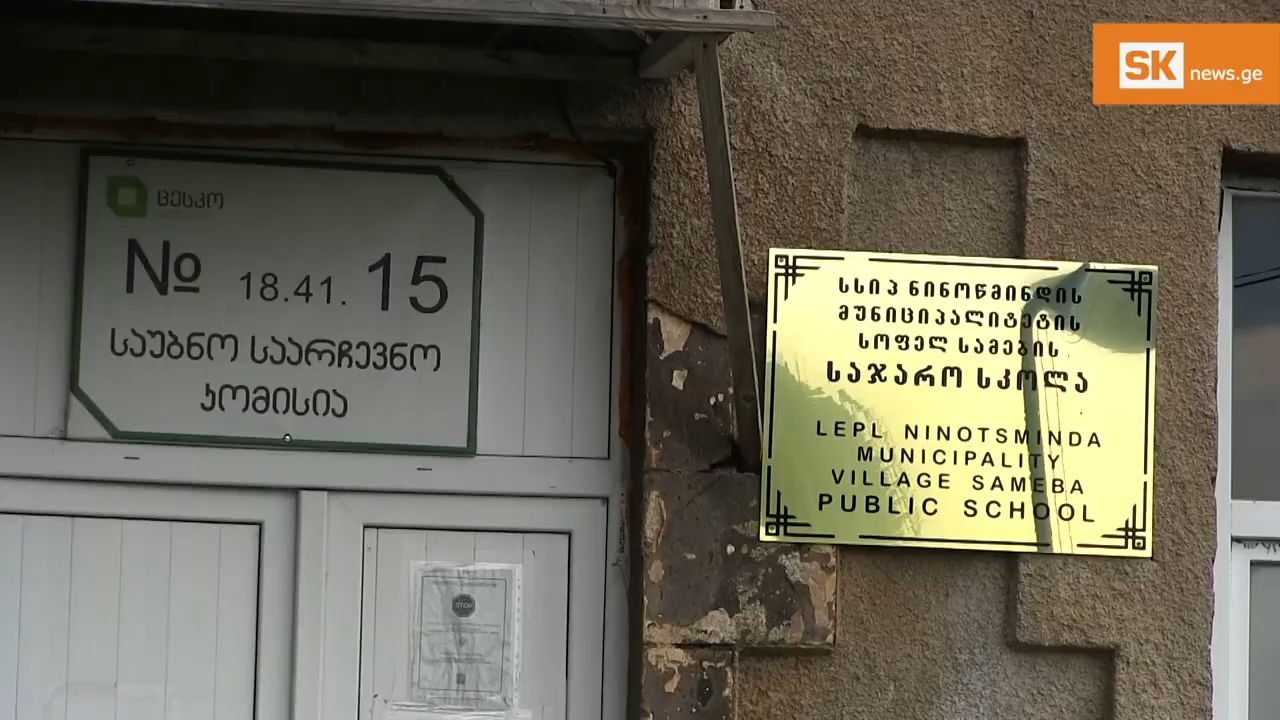 SK news.ge
ცესკო
№ 18.41. 15
საუბნო საარჩევნო
კომისია
სსიპ ნინოწმინდის
მუნიციპალიტეტის
სოფელ სამების
საჯარო სკოლა
LEPL NINOTSMINDA
MUNICIPALITY
VILLAGE SAMEBA
PUBLIC SCHOOL
STOP